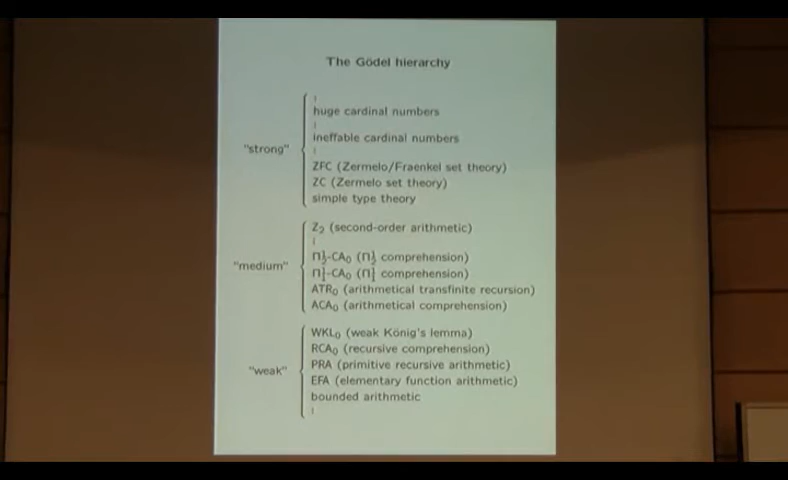 The Gödel hierarchy
"strong"
huge cardinal numbers
ineffable cardinal numbers
ZFC (Zermelo/Fraenkel set theory)
ZC (Zermelo set theory)
simple type theory
"medium"
Z₂ (second-order arithmetic)
Π¹₂-CA₀ (Π¹₂ comprehension)
Π¹₁-CA₀ (Π¹₁ comprehension)
ATR₀ (arithmetical transfinite recursion)
ACA₀ (arithmetical comprehension)
"weak"
WKL₀ (weak König's lemma)
RCA₀ (recursive comprehension)
PRA (primitive recursive arithmetic)
EFA (elementary function arithmetic)
bounded arithmetic